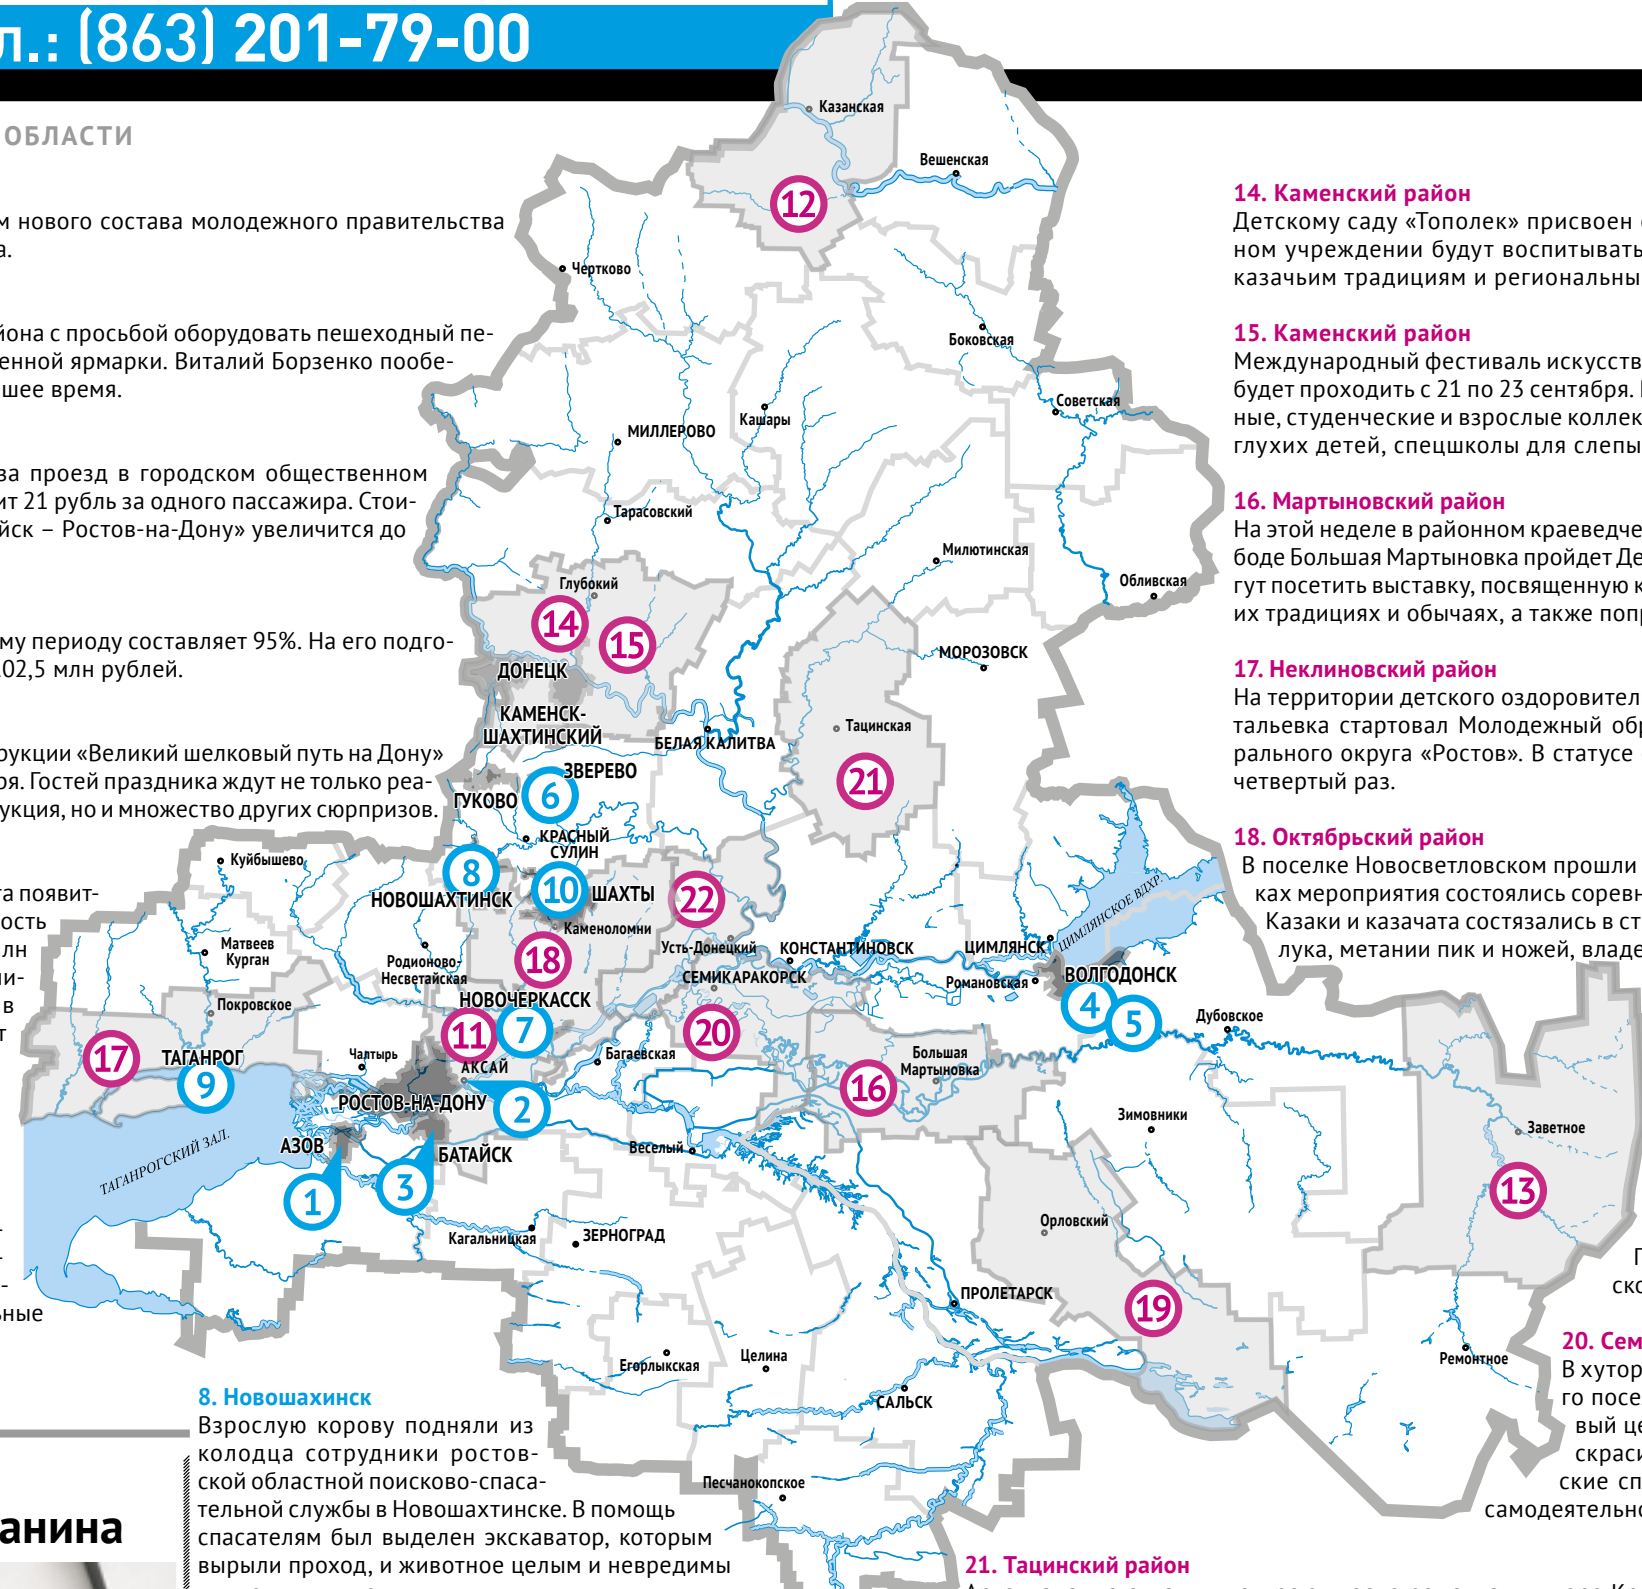 л.: (863) 201-79-00
ОБЛАСТИ
м нового состава молодежного правительства
а.
йона с просьбой оборудовать пешеходный пе-
енной ярмарки. Виталий Борзенко пообе-
шее время.
за проезд в городском общественном
ит 21 рубль за одного пассажира. Стои-
йск – Ростов-на-Дону» увеличится до
му периоду составляет 95%. На его подго-
02,5 млн рублей.
рукции «Великий шелковый путь на Дону»
ря. Гостей праздника ждут не только реа-
укция, но и множество других сюрпризов.
та появит-
ость
лн
ли-
в
т
-
-
-
ьные
8. Новошахинск
Взрослую корову подняли из
колодца сотрудники ростов-
ской областной поисково-спаса-
тельной службы в Новошахтинске. В помощь
спасателям был выделен экскаватор, которым
вырыли проход, и животное целым и невредимы
анина
Казанская
Вешенская
12
Чертково
Боковская
Советская
Кашары
МИЛЛЕРОВО
Тарасовский
Милютинская
Обливская
Глубокий
14
15
ДОНЕЦК
МОРОЗОВСК
КАМЕНСК-
ШАХТИНСКИЙ
БЕЛАЯ КАЛИТВА
Тацинская
21
ЗВЕРЕВО
ГУКОВО
6
КРАСНЫЙ
СУЛИН
Куйбышево
8
НОВОШАХТИНСК
10
ШАХТЫ
22
Каменоломни
Матвеев
Курган
Родионово-
Несветайская
18
Усть-Донецкий
КОНСТАНТИНОВСК
ЦИМЛЯНСК
ЦИМЛЯНСКОЕ ВДХР.
СЕМИКАРАКОРСК
Романовская
ВОЛГОДОНСК
4
5
Дубовское
Покровское
НОВОЧЕРКАССК
11
7
20
17
ТАГАНРОГ
9
Чалтырь
АКСАЙ
Багаевская
Большая
Мартыновка
16
РОСТОВ-НА-ДОНУ
2
Зимовники
Заветное
13
АЗОВ
БАТАЙСК
Веселый
ТАГАНРОГСКИЙ ЗАЛ.
1
3
Кагальницкая
ЗЕРНОГРАД
Орловский
ПРОЛЕТАРСК
19
Егорлыкская
Целина
Ремонтное
САЛЬСК
Песчанокопское
14. Каменский район
Детскому саду «Тополек» присвоен
ном учреждении будут воспитывать
казачьим традициям и региональны
15. Каменский район
Международный фестиваль искусств
будет проходить с 21 по 23 сентября.
ные, студенческие и взрослые коллек
глухих детей, спецшколы для слепы
16. Мартыновский район
На этой неделе в районном краеведче
боде Большая Мартыновка пройдет Де
гут посетить выставку, посвященную к
их традициях и обычаях, а также попр
17. Неклиновский район
На территории детского оздоровител
тальевка стартовал Молодежный обр
рального округа «Ростов». В статусе
четвертый раз.
18. Октябрьский район
В поселке Новосветловском прошли
ках мероприятия состоялись соревн
Казаки и казачата состязались в ст
лука, метании пик и ножей, владе
ско
20. Сем
В хутор
го посе
вый це
скраси
ские сп
самодеятельно
21. Тацинский район